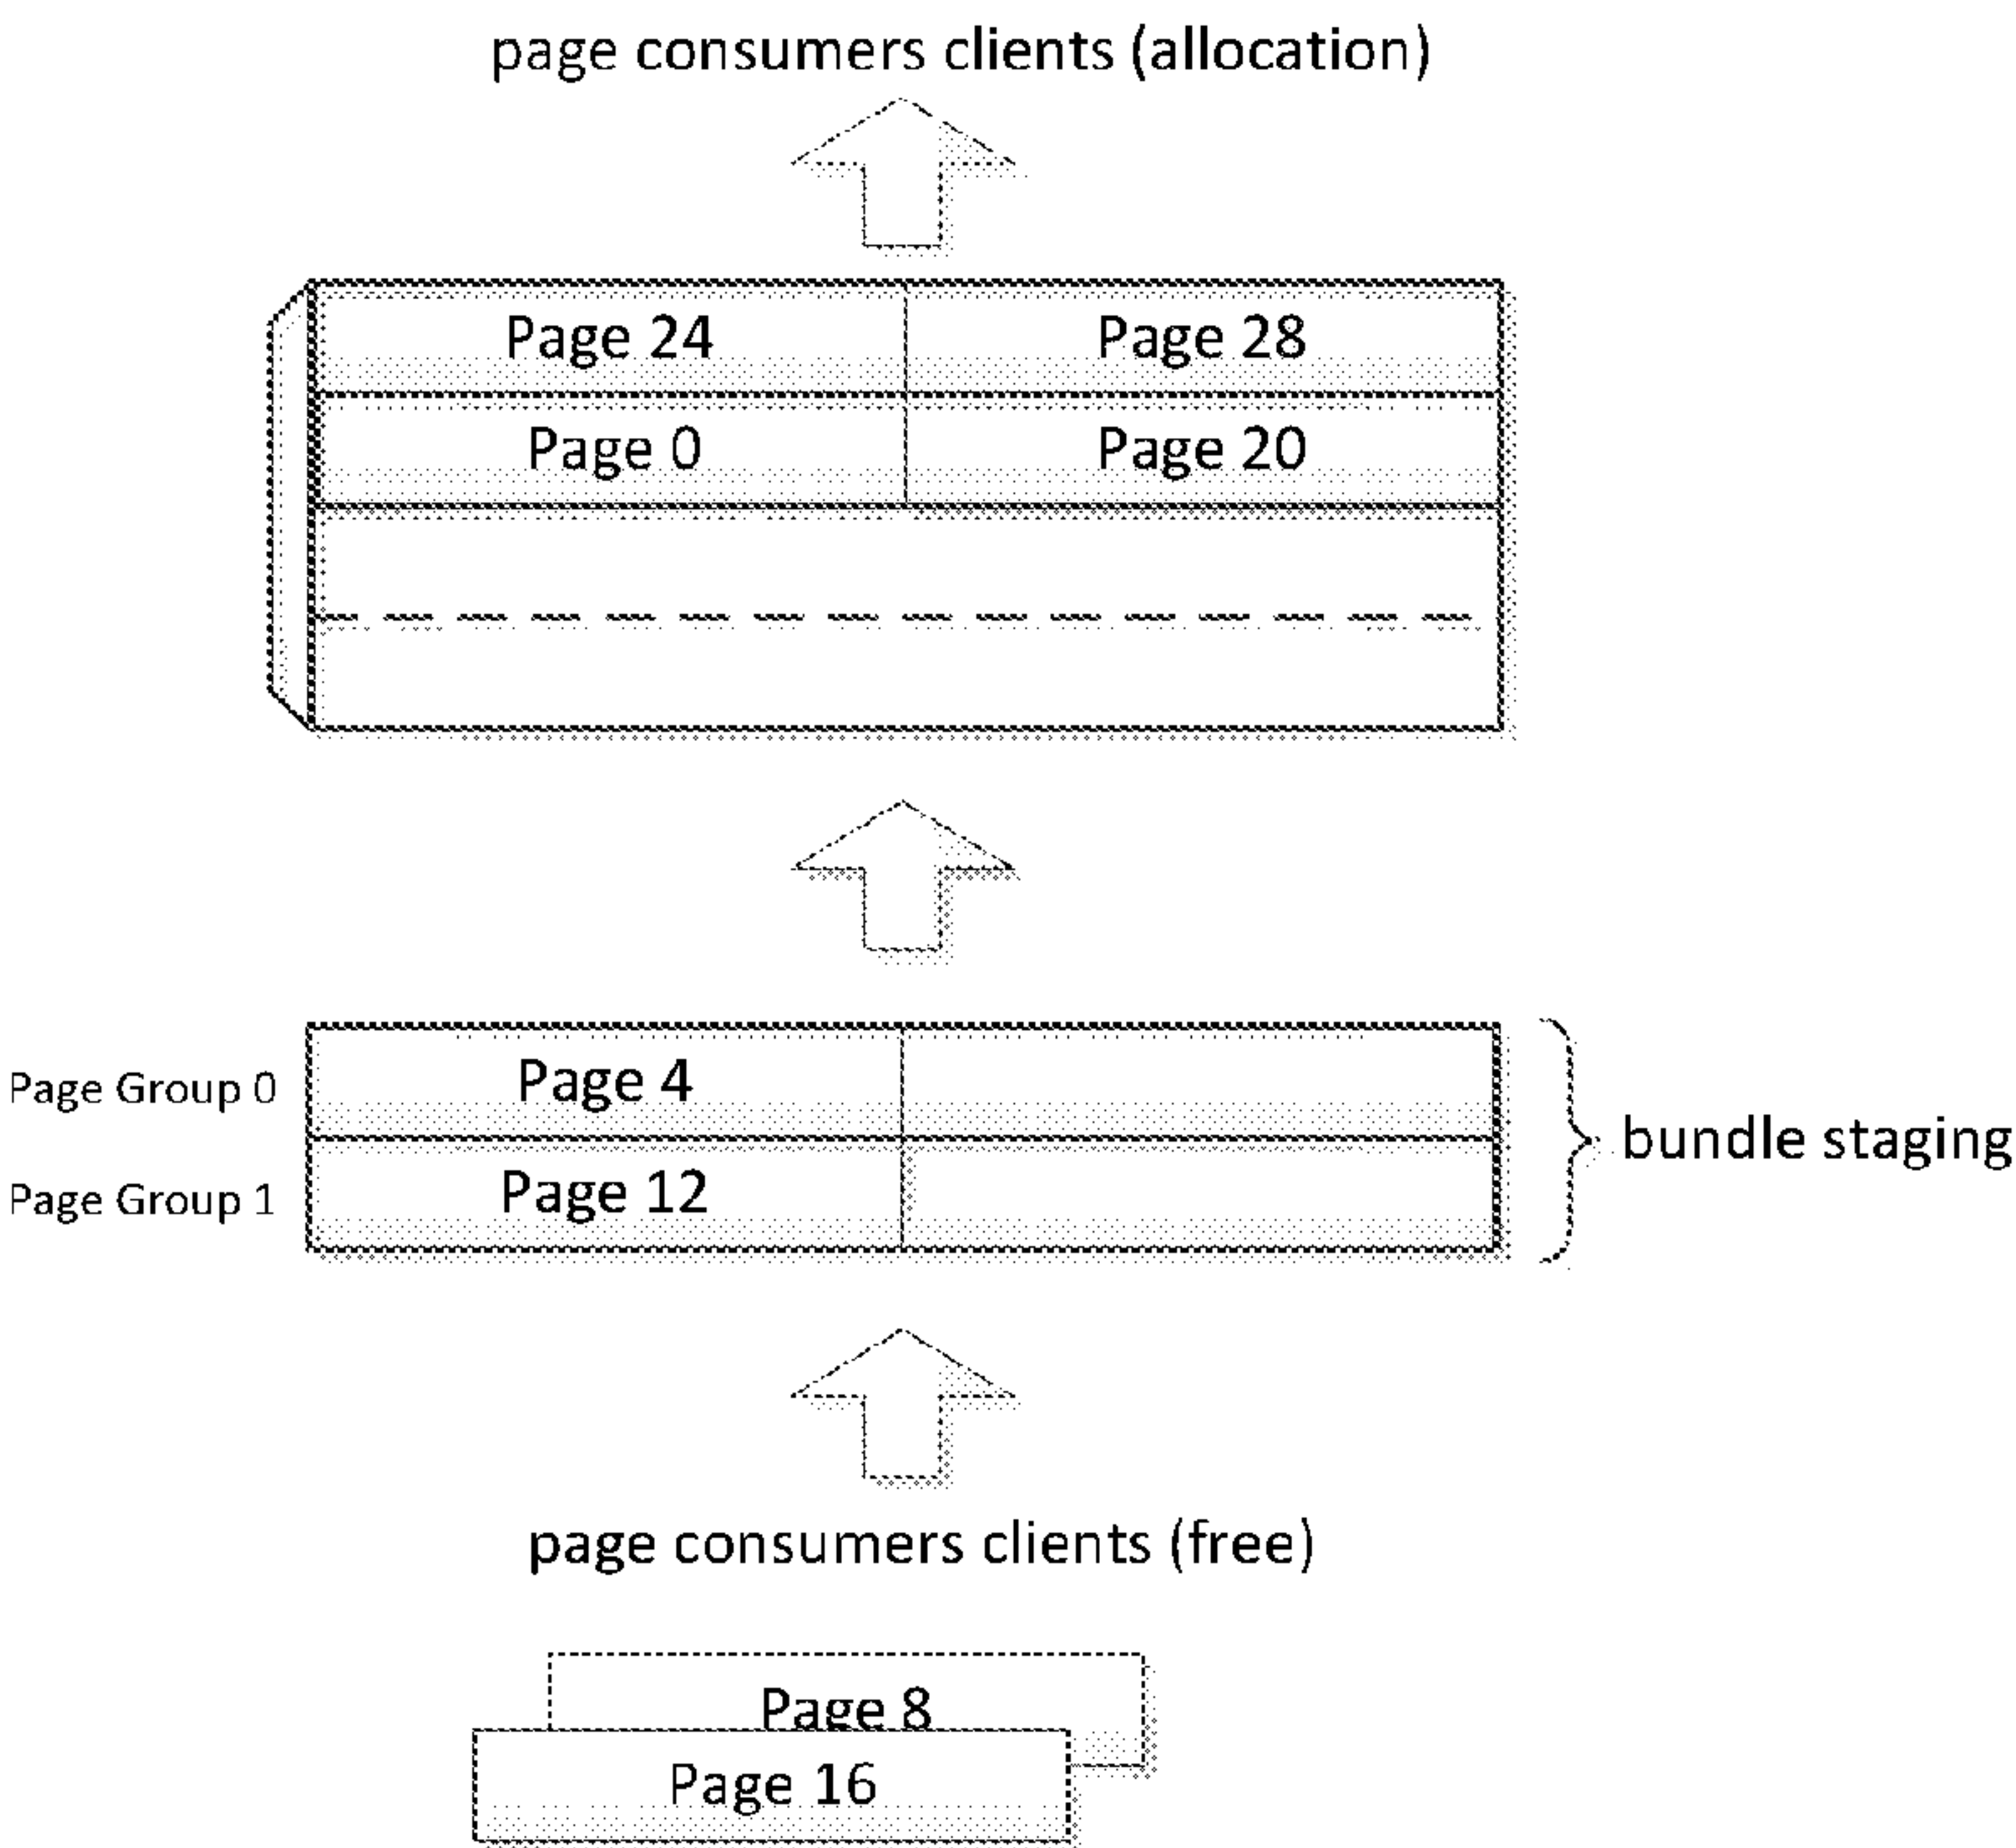 page consumers clients (allocation)
Page 24 Page 28
Page 0 Page 20
Page Group 0 Page 4
bundle staging
Page Group 1 Page 12
page consumers clients (free)
Page 8
Page 16